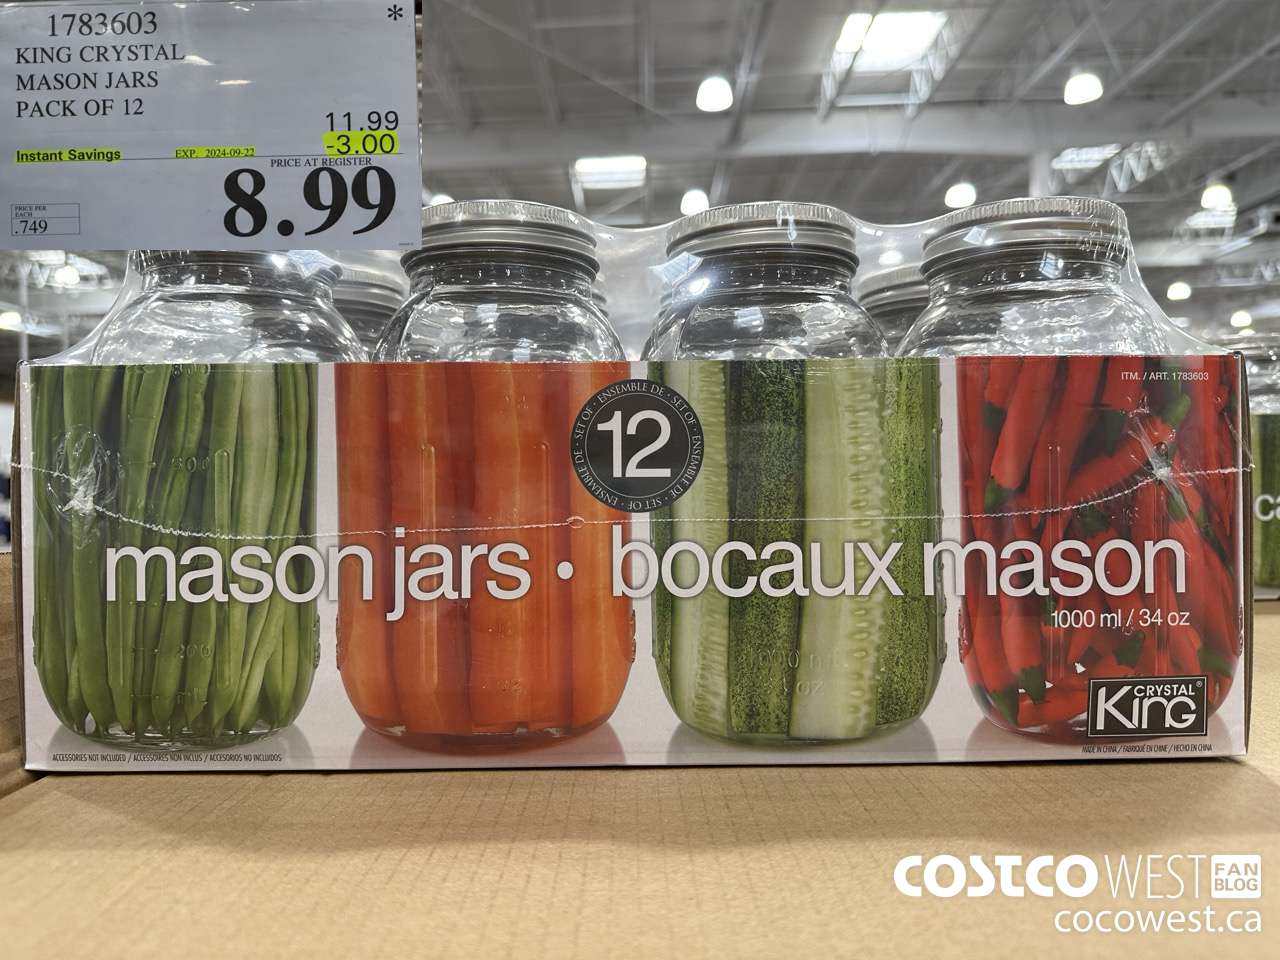 1783603
*
KING CRYSTAL
MASON JARS
PACK OF 12
11.99
-3.00
Instant Savings
EXP. 2024-09-22
PRICE AT REGISTER
8.99
PRICE PER
EACH
.749
ITM. / ART. 1783603
SET OF · ENSEMBLE DE · SET OF · ENSEMBLE DE · SET OF · ENSEMBLE DE ·
12
mason jars · bocaux mason
1000 ml / 34 oz
CRYSTAL
King®
ACCESSORIES NOT INCLUDED / ACCESSOIRES NON INCLUS / ACCESORIOS NO INCLUIDOS
MADE IN CHINA / FABRIQUÉ EN CHINE / HECHO EN CHINA
COSTCO WEST FAN
BLOG
cocowest.ca